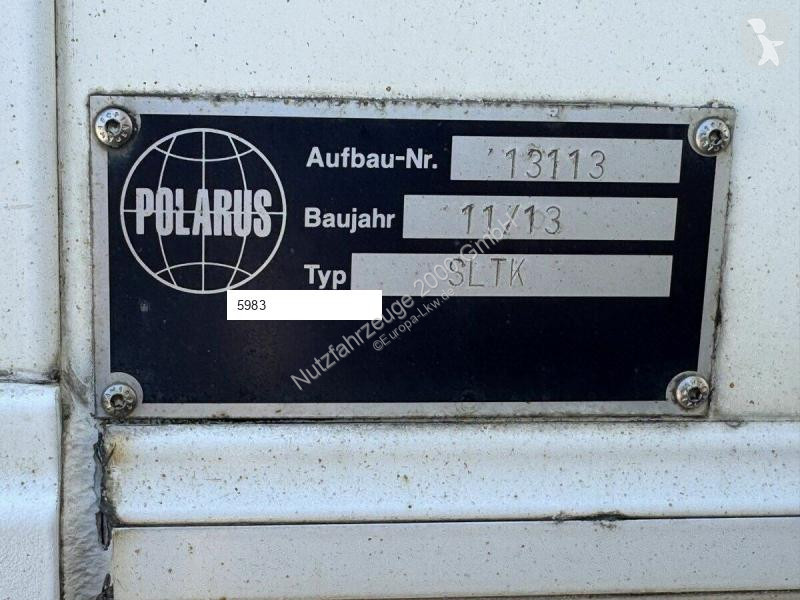 POLARUS
Aufbau-Nr. 13113
Baujahr 11/13
Typ SLTK
5983
Nutzfahrzeuge 2000 GmbH
©Europa-Lkw.de